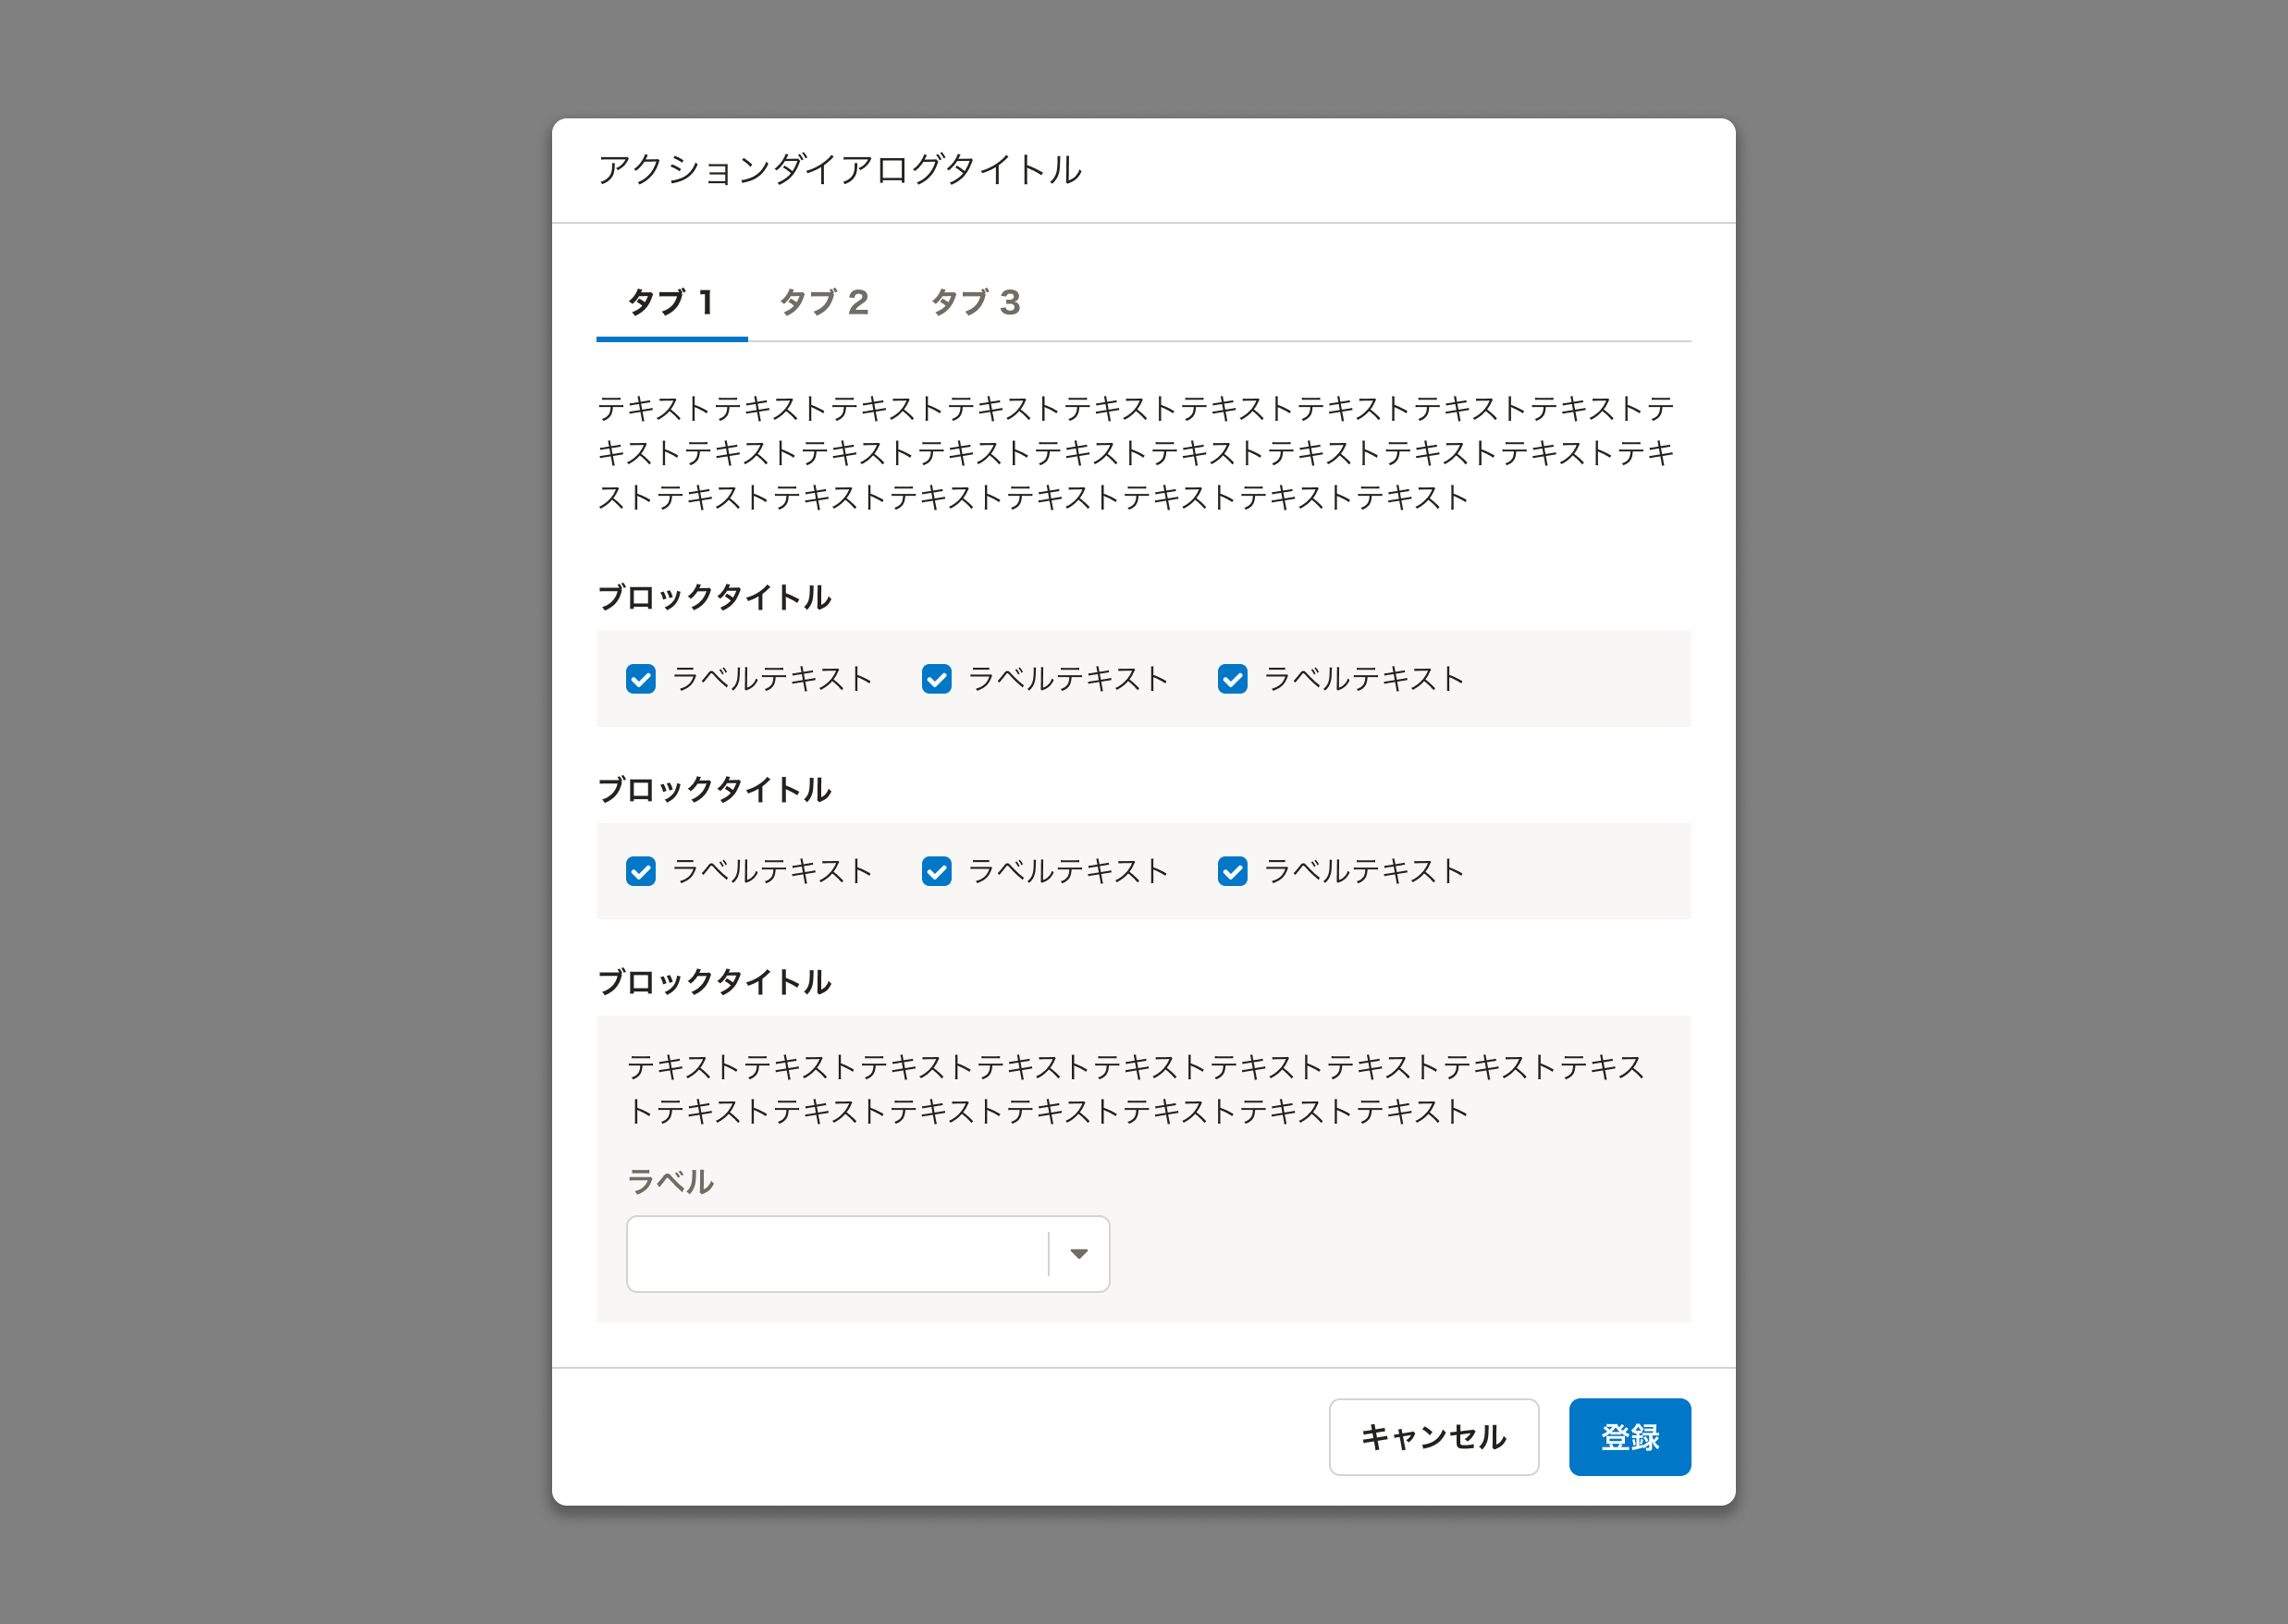 アクションダイアログタイトル
タブ 1 タブ 2 タブ 3
テキストテキストテキストテキストテキストテキストテキストテキストテキストテ
キストテキストテキストテキストテキストテキストテキストテキストテキストテキ
ストテキストテキストテキストテキストテキストテキストテキスト
ブロックタイトル
ラベルテキスト ラベルテキスト ラベルテキスト
ブロックタイトル
ラベルテキスト ラベルテキスト ラベルテキスト
ブロックタイトル
テキストテキストテキストテキストテキストテキストテキストテキストテキス
トテキストテキストテキストテキストテキストテキストテキスト
ラベル
キャンセル 登録